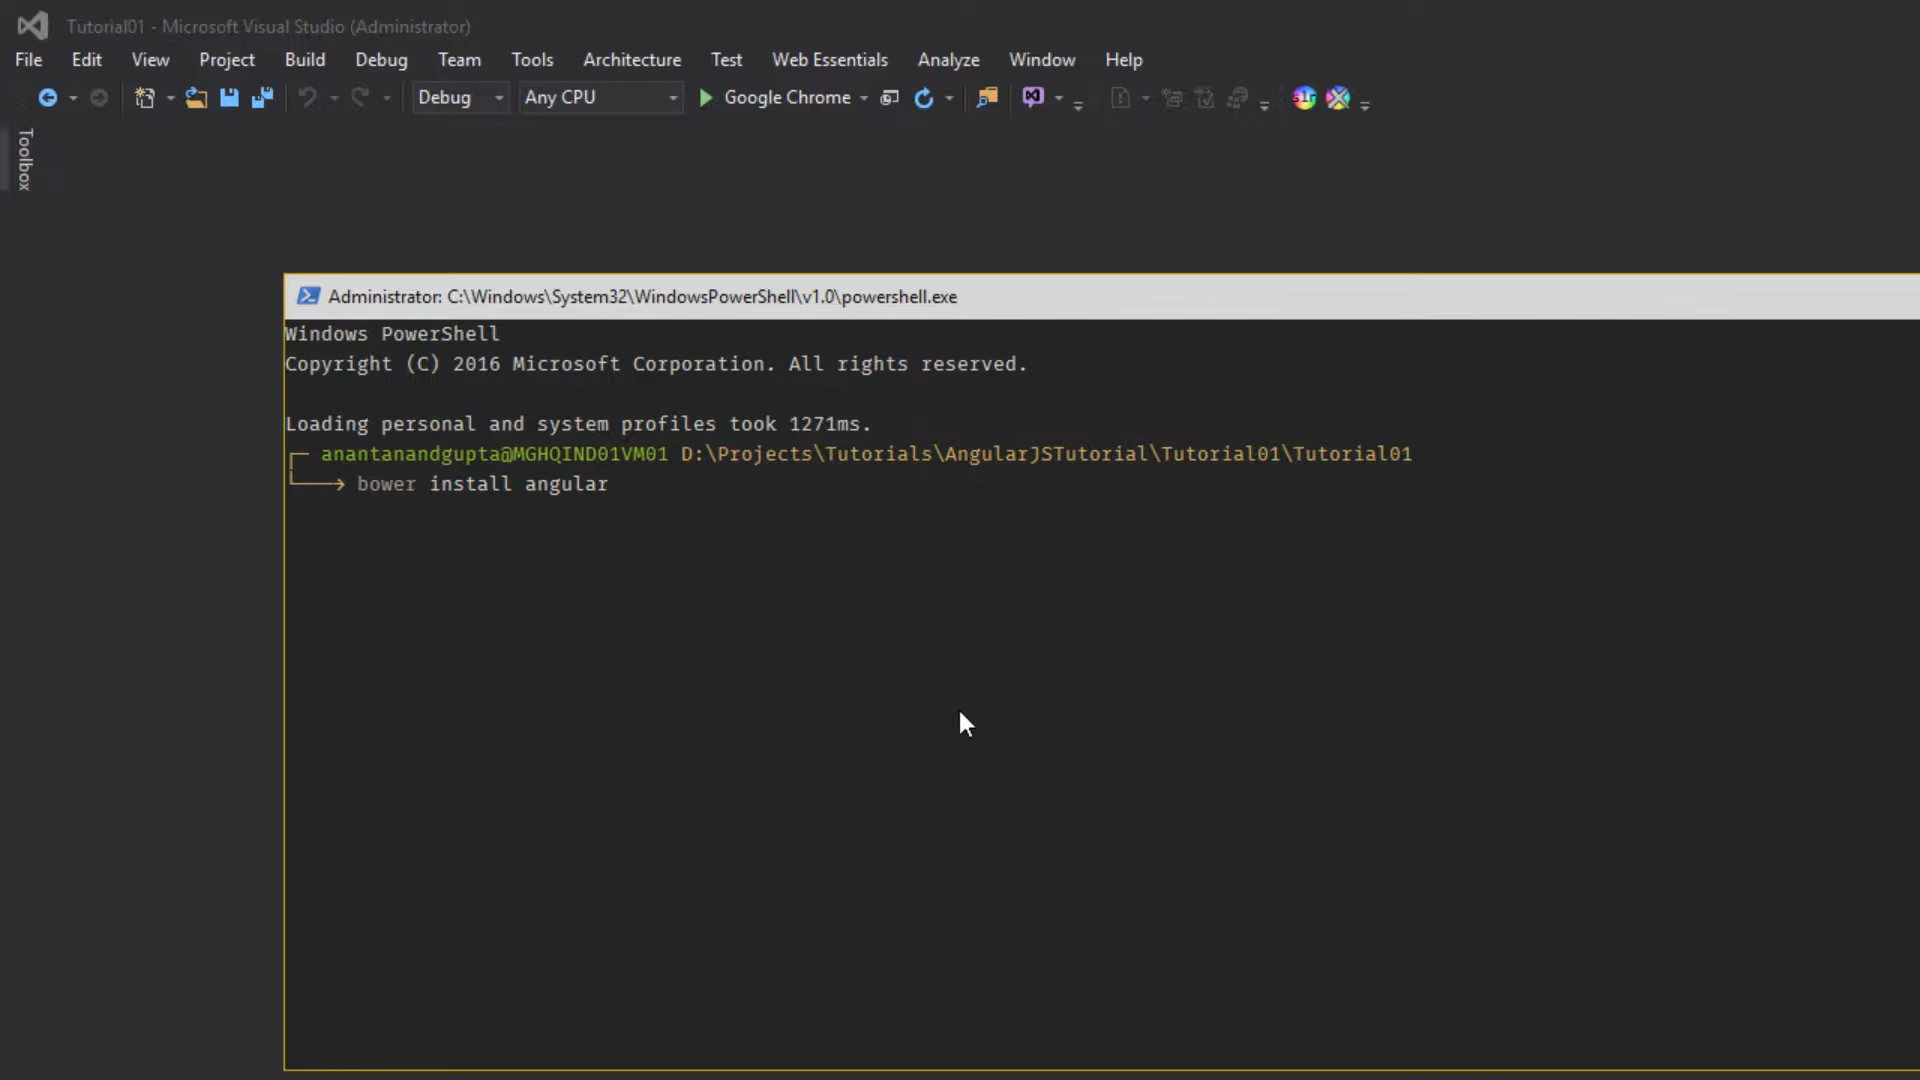 Tutorial01 - Microsoft Visual Studio (Administrator)
File Edit View Project Build Debug Team Tools Architecture Test Web Essentials Analyze Window Help
Debug Any CPU Google Chrome
Toolbox
Administrator: C:\Windows\System32\WindowsPowerShell\v1.0\powershell.exe
Windows PowerShell
Copyright (C) 2016 Microsoft Corporation. All rights reserved.
Loading personal and system profiles took 1271ms.
anantanandgupta@MGHQIND01VM01 D:\Projects\Tutorials\AngularJSTutorial\Tutorial01\Tutorial01
bower install angular